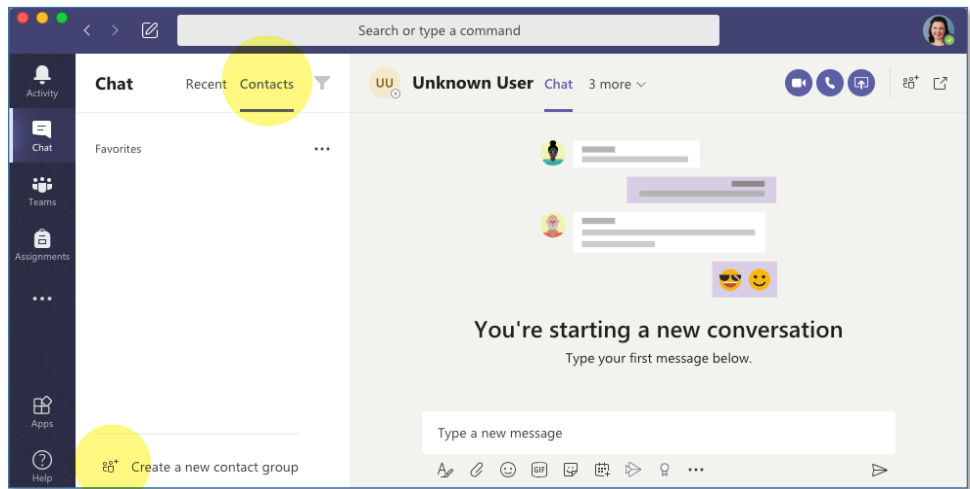 Search or type a command
Activity
Chat
Teams
Assignments
Apps
Help
Chat Recent Contacts
Favorites
Create a new contact group
UU Unknown User Chat 3 more
You're starting a new conversation
Type your first message below.
Type a new message
GIF